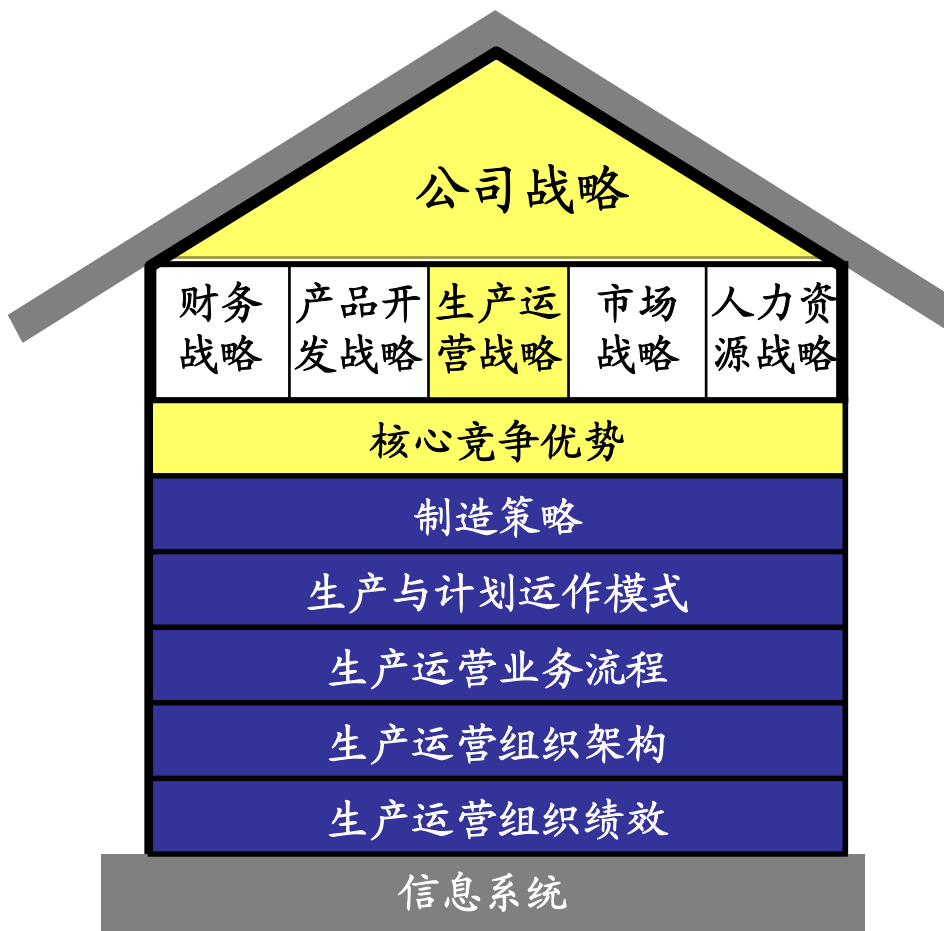 公司战略
财务
战略
产品开
发战略
生产运
营战略
市场
战略
人力资
源战略
核心竞争优势
制造策略
生产与计划运作模式
生产运营业务流程
生产运营组织架构
生产运营组织绩效
信息系统